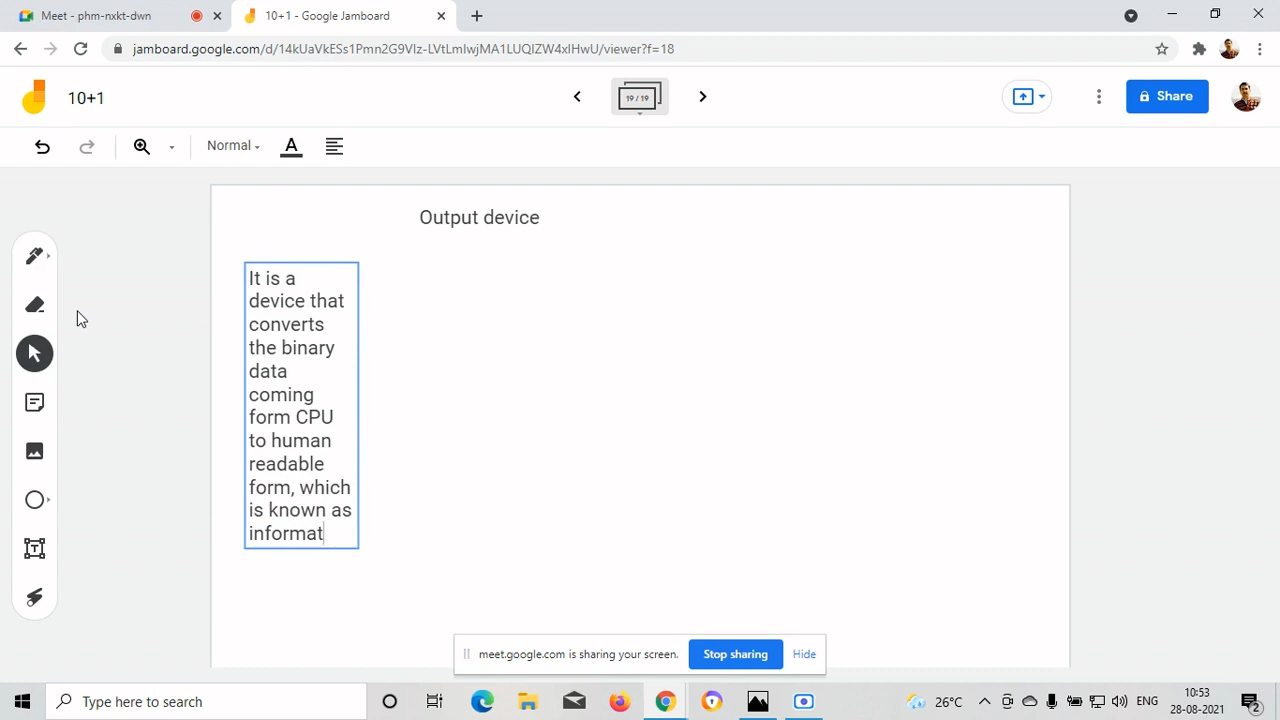 Meet - phm-nxkt-dwn
10+1 - Google Jamboard
jamboard.google.com/d/14kUaVkESs1Pmn2G9VIz-LVtLmIwjMA1LUQIZW4xlHwU/viewer?f=18
10+1
19 / 19
Share
Normal
A
Output device
It is a
device that
converts
the binary
data
coming
form CPU
to human
readable
form, which
is known as
informat
T
meet.google.com is sharing your screen.
Stop sharing
Hide
Type here to search
26°C
ENG
10:53
28-08-2021
2